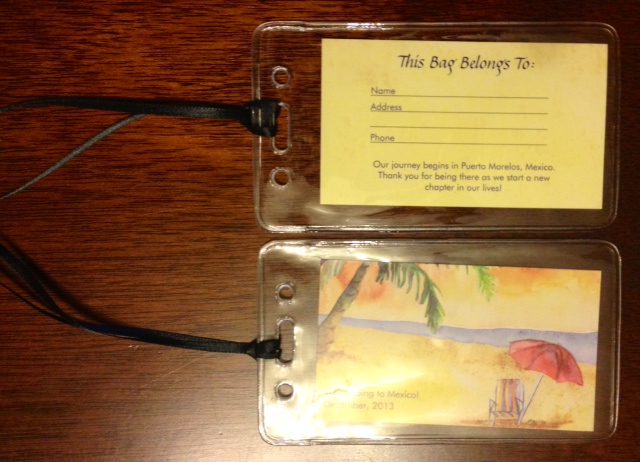 This Bag Belongs To:
Name
Address
Phone
Our journey begins in Puerto Morelos, Mexico.
Thank you for being there as we start a new
chapter in our lives!
to Mexico!
2013